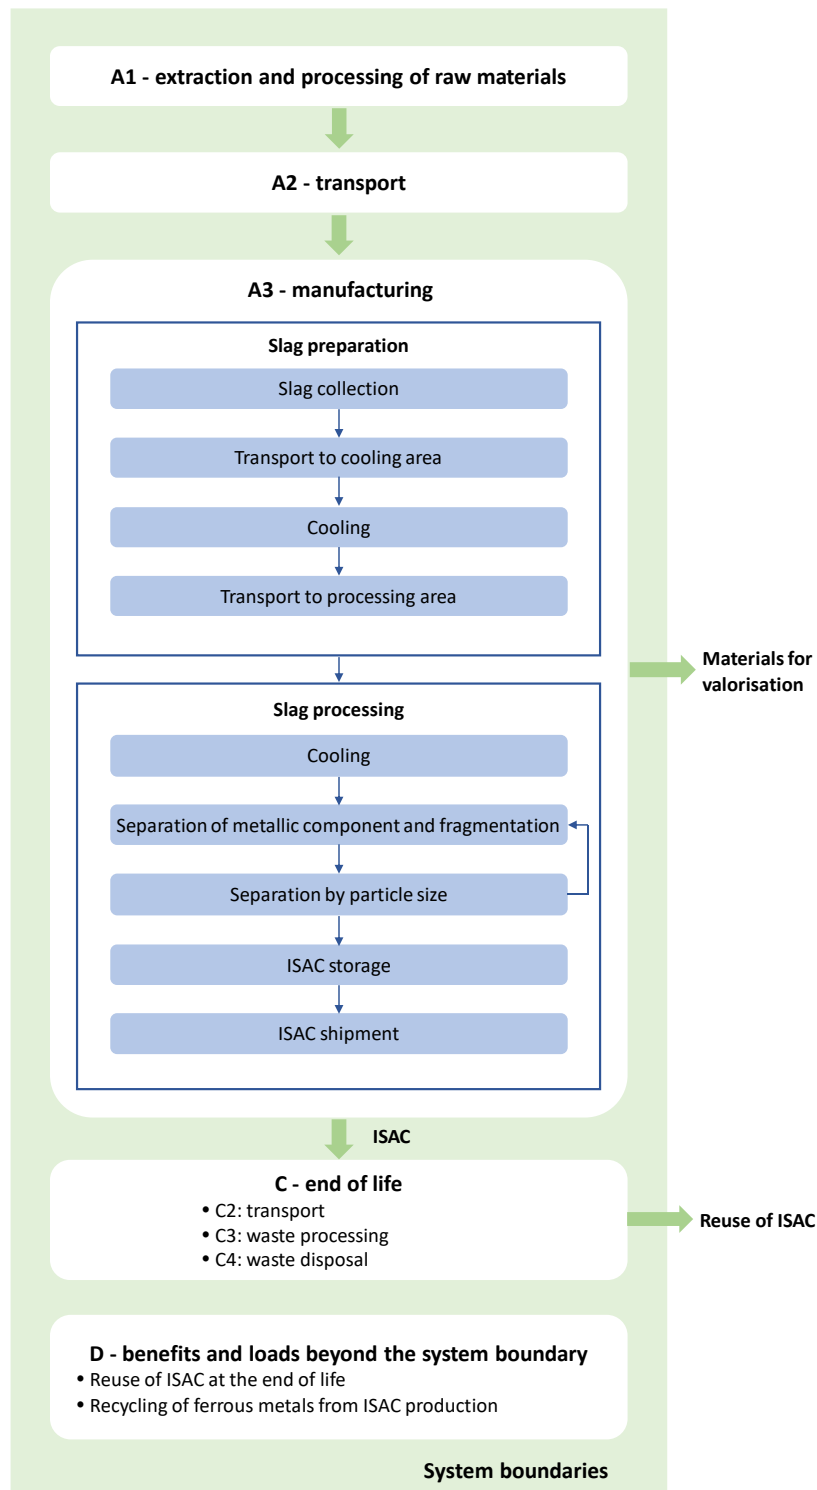 A1 - extraction and processing of raw materials
A2 - transport
A3 - manufacturing
Slag preparation
Slag collection
Transport to cooling area
Cooling
Transport to processing area
Materials for
valorisation
Slag processing
Cooling
Separation of metallic component and fragmentation
Separation by particle size
ISAC storage
ISAC shipment
ISAC
C - end of life
• C2: transport
• C3: waste processing
• C4: waste disposal
Reuse of ISAC
D - benefits and loads beyond the system boundary
• Reuse of ISAC at the end of life
• Recycling of ferrous metals from ISAC production
System boundaries